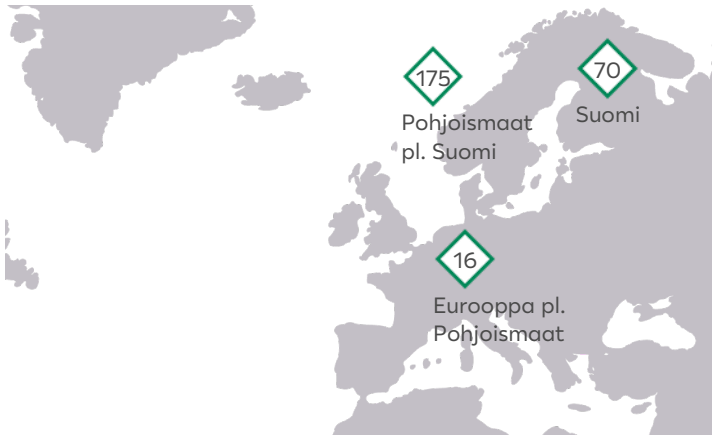 175
Pohjoismaat
pl. Suomi
70
Suomi
16
Eurooppa pl.
Pohjoismaat